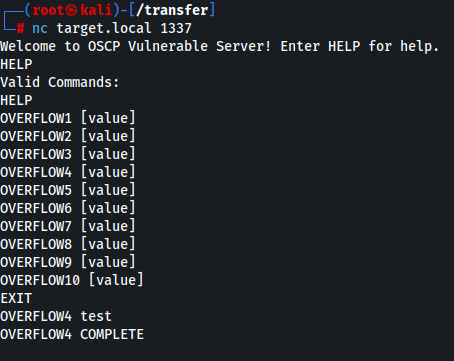 ┌──(root㉿kali)-[/transfer]
└─# nc target.local 1337
Welcome to OSCP Vulnerable Server! Enter HELP for help.
HELP
Valid Commands:
HELP
OVERFLOW1 [value]
OVERFLOW2 [value]
OVERFLOW3 [value]
OVERFLOW4 [value]
OVERFLOW5 [value]
OVERFLOW6 [value]
OVERFLOW7 [value]
OVERFLOW8 [value]
OVERFLOW9 [value]
OVERFLOW10 [value]
EXIT
OVERFLOW4 test
OVERFLOW4 COMPLETE